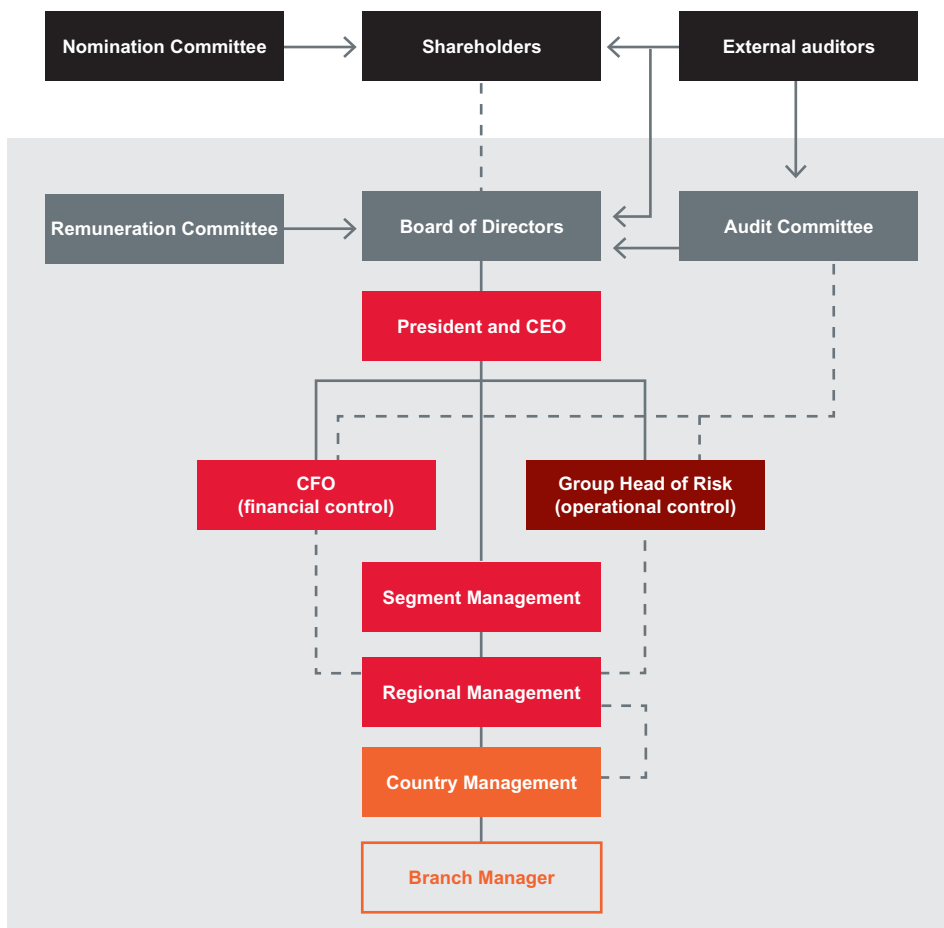 Nomination Committee
Shareholders
External auditors
Remuneration Committee
Board of Directors
Audit Committee
President and CEO
CFO
(financial control)
Group Head of Risk
(operational control)
Segment Management
Regional Management
Country Management
Branch Manager